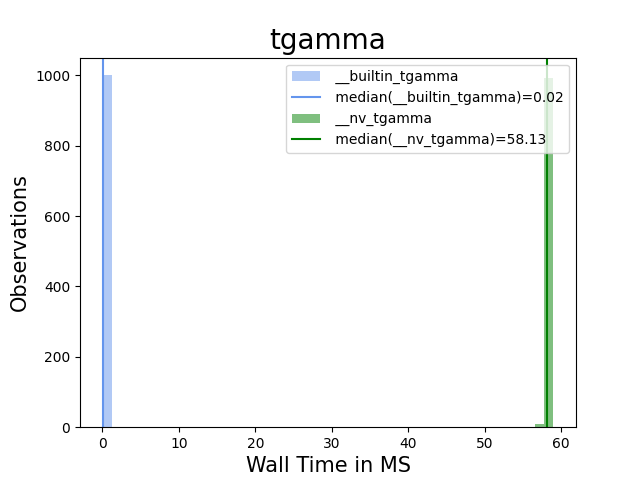 tgamma
__builtin_tgamma
median(__builtin_tgamma)=0.02
__nv_tgamma
median(__nv_tgamma)=58.13
1000
800
600
400
200
0
Observations
0 10 20 30 40 50 60
Wall Time in MS